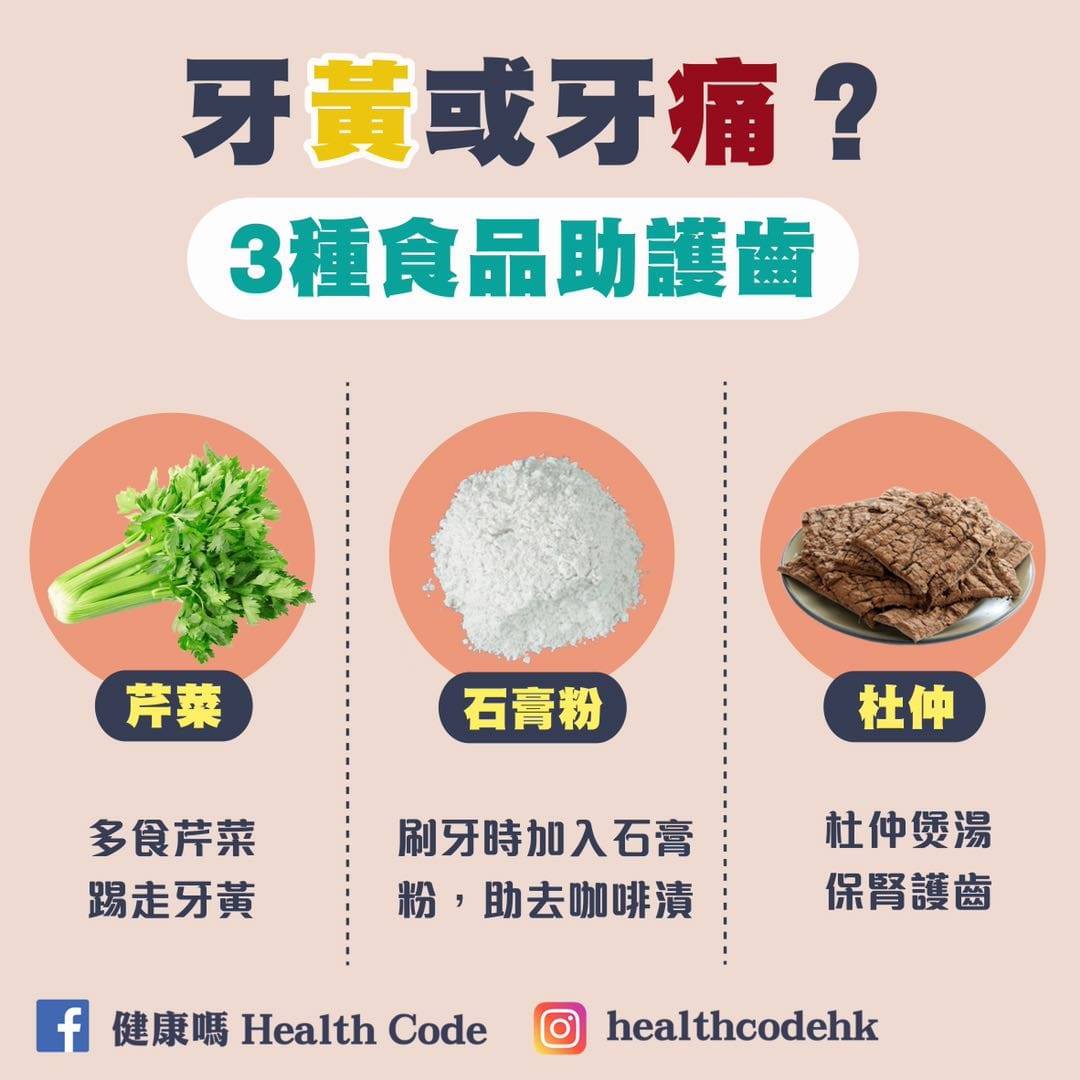 牙黃或牙痛？
3種食品助護齒
芹菜
多食芹菜
踢走牙黃
石膏粉
刷牙時加入石膏
粉，助去咖啡漬
杜仲
杜仲煲湯
保腎護齒
健康嗎 Health Code
healthcodehk